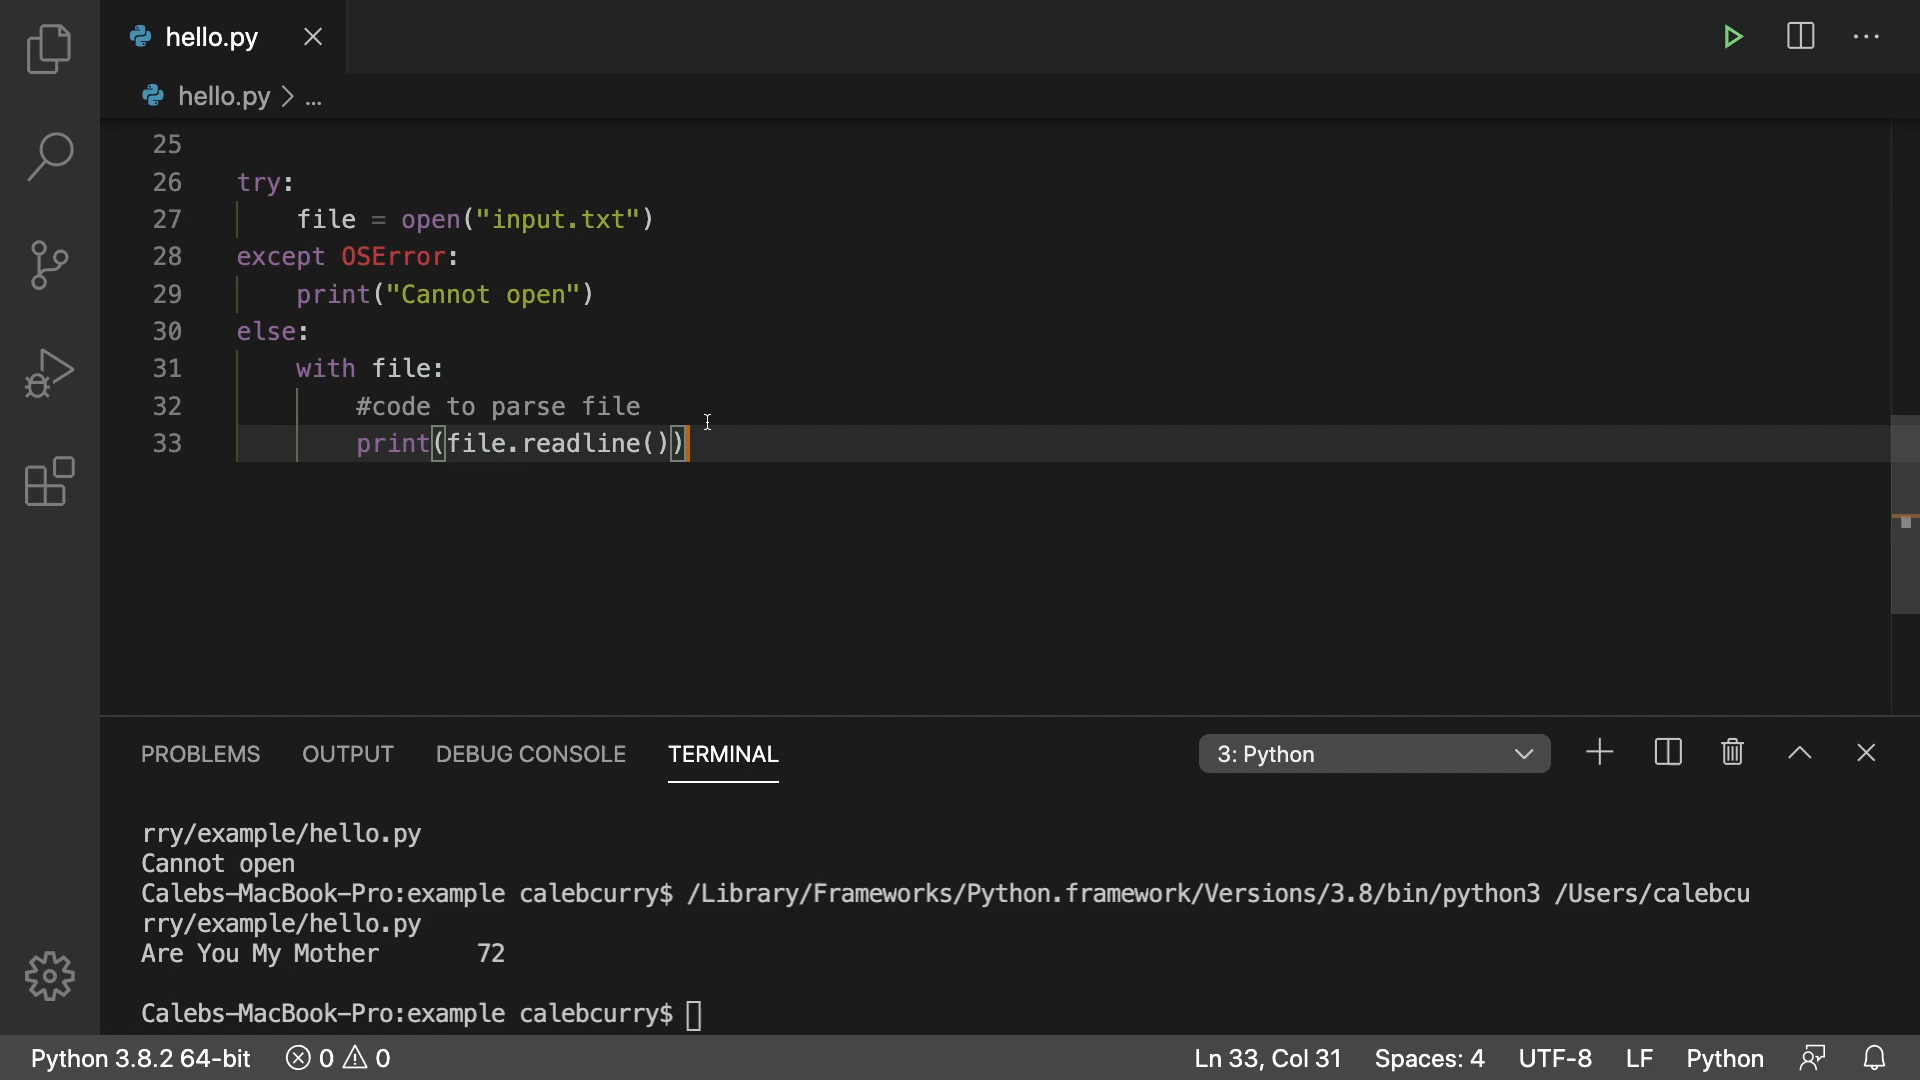 hello.py
hello.py > ...
25
26 try:
27 file = open("input.txt")
28 except OSError:
29 print("Cannot open")
30 else:
31 with file:
32 #code to parse file
33 print(file.readline())
PROBLEMS OUTPUT DEBUG CONSOLE TERMINAL 3: Python
rry/example/hello.py
Cannot open
Calebs-MacBook-Pro:example calebcurry$ /Library/Frameworks/Python.framework/Versions/3.8/bin/python3 /Users/calebcu
rry/example/hello.py
Are You My Mother 72
Calebs-MacBook-Pro:example calebcurry$
Python 3.8.2 64-bit 0 0 Ln 33, Col 31 Spaces: 4 UTF-8 LF Python